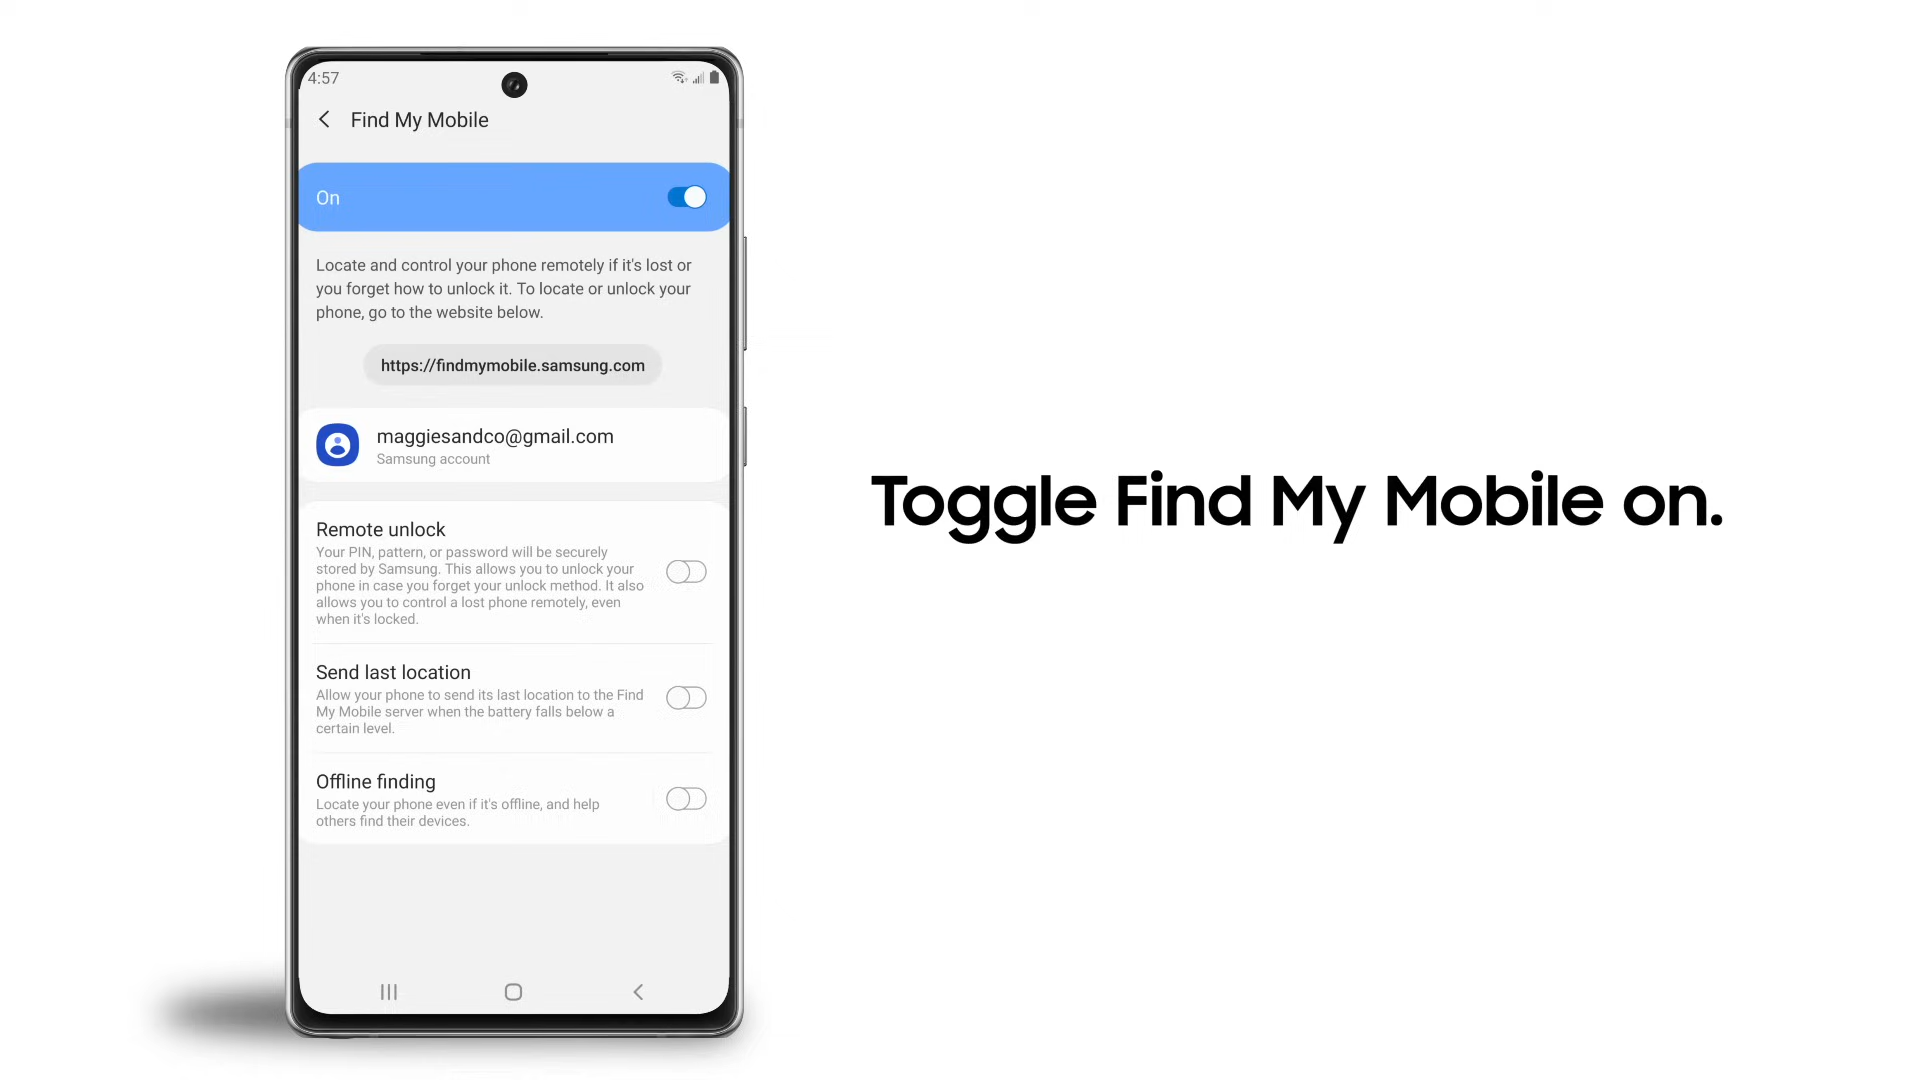 4:57
Find My Mobile
On
Locate and control your phone remotely if it's lost or
you forget how to unlock it. To locate or unlock your
phone, go to the website below.
https://findmymobile.samsung.com
maggiesandco@gmail.com
Samsung account
Remote unlock
Your PIN, pattern, or password will be securely
stored by Samsung. This allows you to unlock your
phone in case you forget your unlock method. It also
allows you to control a lost phone remotely, even
when it's locked.
Send last location
Allow your phone to send its last location to the Find
My Mobile server when the battery falls below a
certain level.
Offline finding
Locate your phone even if it's offline, and help
others find their devices.
Toggle Find My Mobile on.